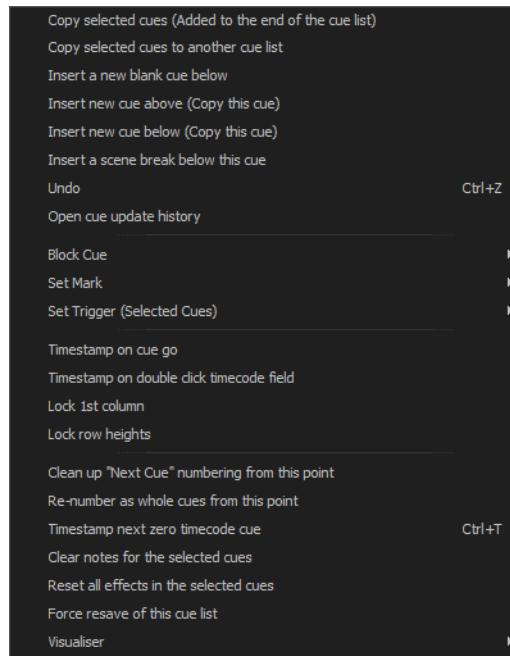 Copy selected cues (Added to the end of the cue list)
Copy selected cues to another cue list
Insert a new blank cue below
Insert new cue above (Copy this cue)
Insert new cue below (Copy this cue)
Insert a scene break below this cue
Undo Ctrl+Z
Open cue update history
Block Cue
Set Mark
Set Trigger (Selected Cues)
Timestamp on cue go
Timestamp on double click timecode field
Lock 1st column
Lock row heights
Clean up "Next Cue" numbering from this point
Re-number as whole cues from this point
Timestamp next zero timecode cue Ctrl+T
Clear notes for the selected cues
Reset all effects in the selected cues
Force resave of this cue list
Visualiser